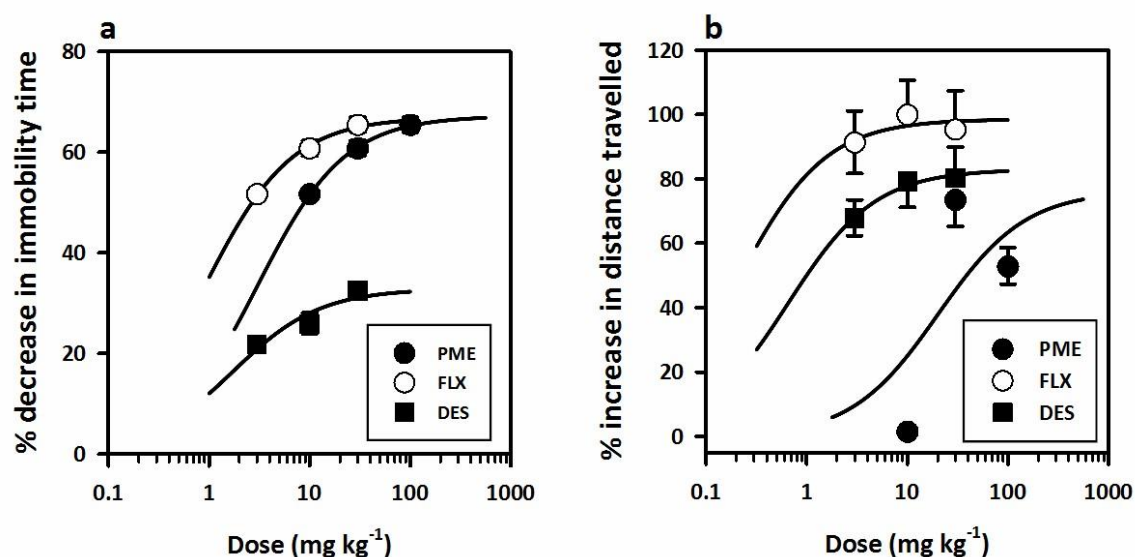 a
% decrease in immobility time
80
60
40
20
0
0.1 1 10 100 1000
Dose (mg kg-1)
PME
FLX
DES
b
% increase in distance travelled
120
100
80
60
40
20
0
0.1 1 10 100 1000
Dose (mg kg-1)
PME
FLX
DES